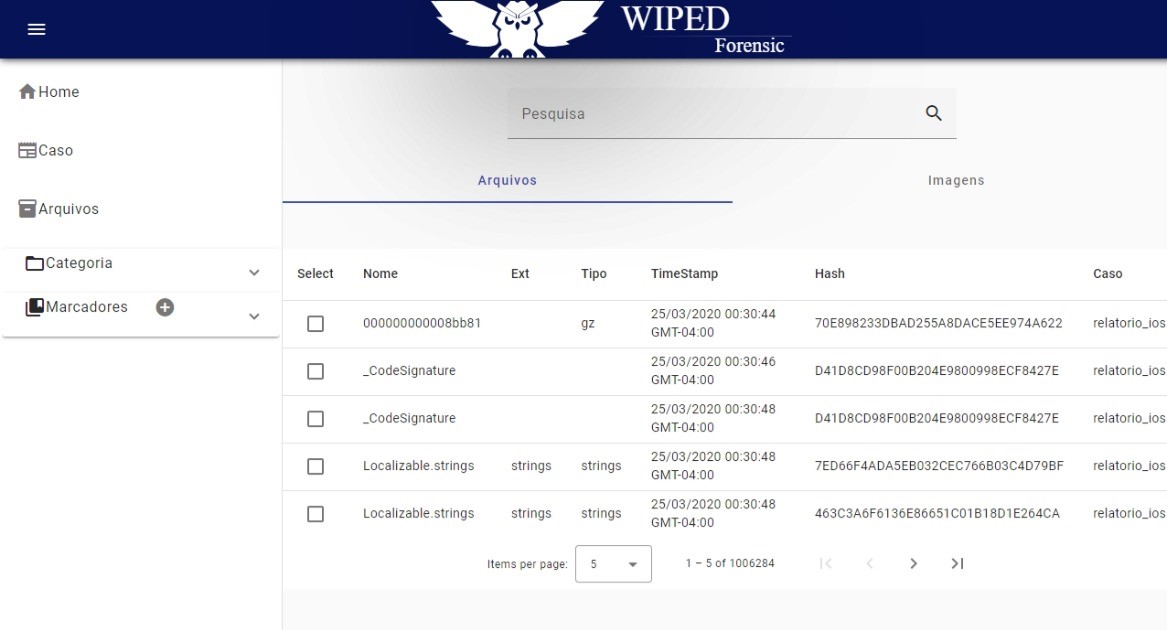 WIPED
Forensic
Home
Caso
Arquivos
Categoria
Marcadores
Pesquisa
Arquivos Imagens
Select Nome Ext Tipo TimeStamp Hash Caso
000000000008bb81 gz 25/03/2020 00:30:44 GMT-04:00 70E898233DBAD255A8DACE5EE974A622 relatorio_ios
_CodeSignature 25/03/2020 00:30:46 GMT-04:00 D41D8CD98F00B204E9800998ECF8427E relatorio_ios
_CodeSignature 25/03/2020 00:30:48 GMT-04:00 D41D8CD98F00B204E9800998ECF8427E relatorio_ios
Localizable.strings strings strings 25/03/2020 00:30:48 GMT-04:00 7ED66F4ADA5EB032CEC766B03C4D79BF relatorio_ios
Localizable.strings strings strings 25/03/2020 00:30:48 GMT-04:00 463C3A6F6136E86651C01B18D1E264CA relatorio_ios
Items per page: 5 1 – 5 of 1006284